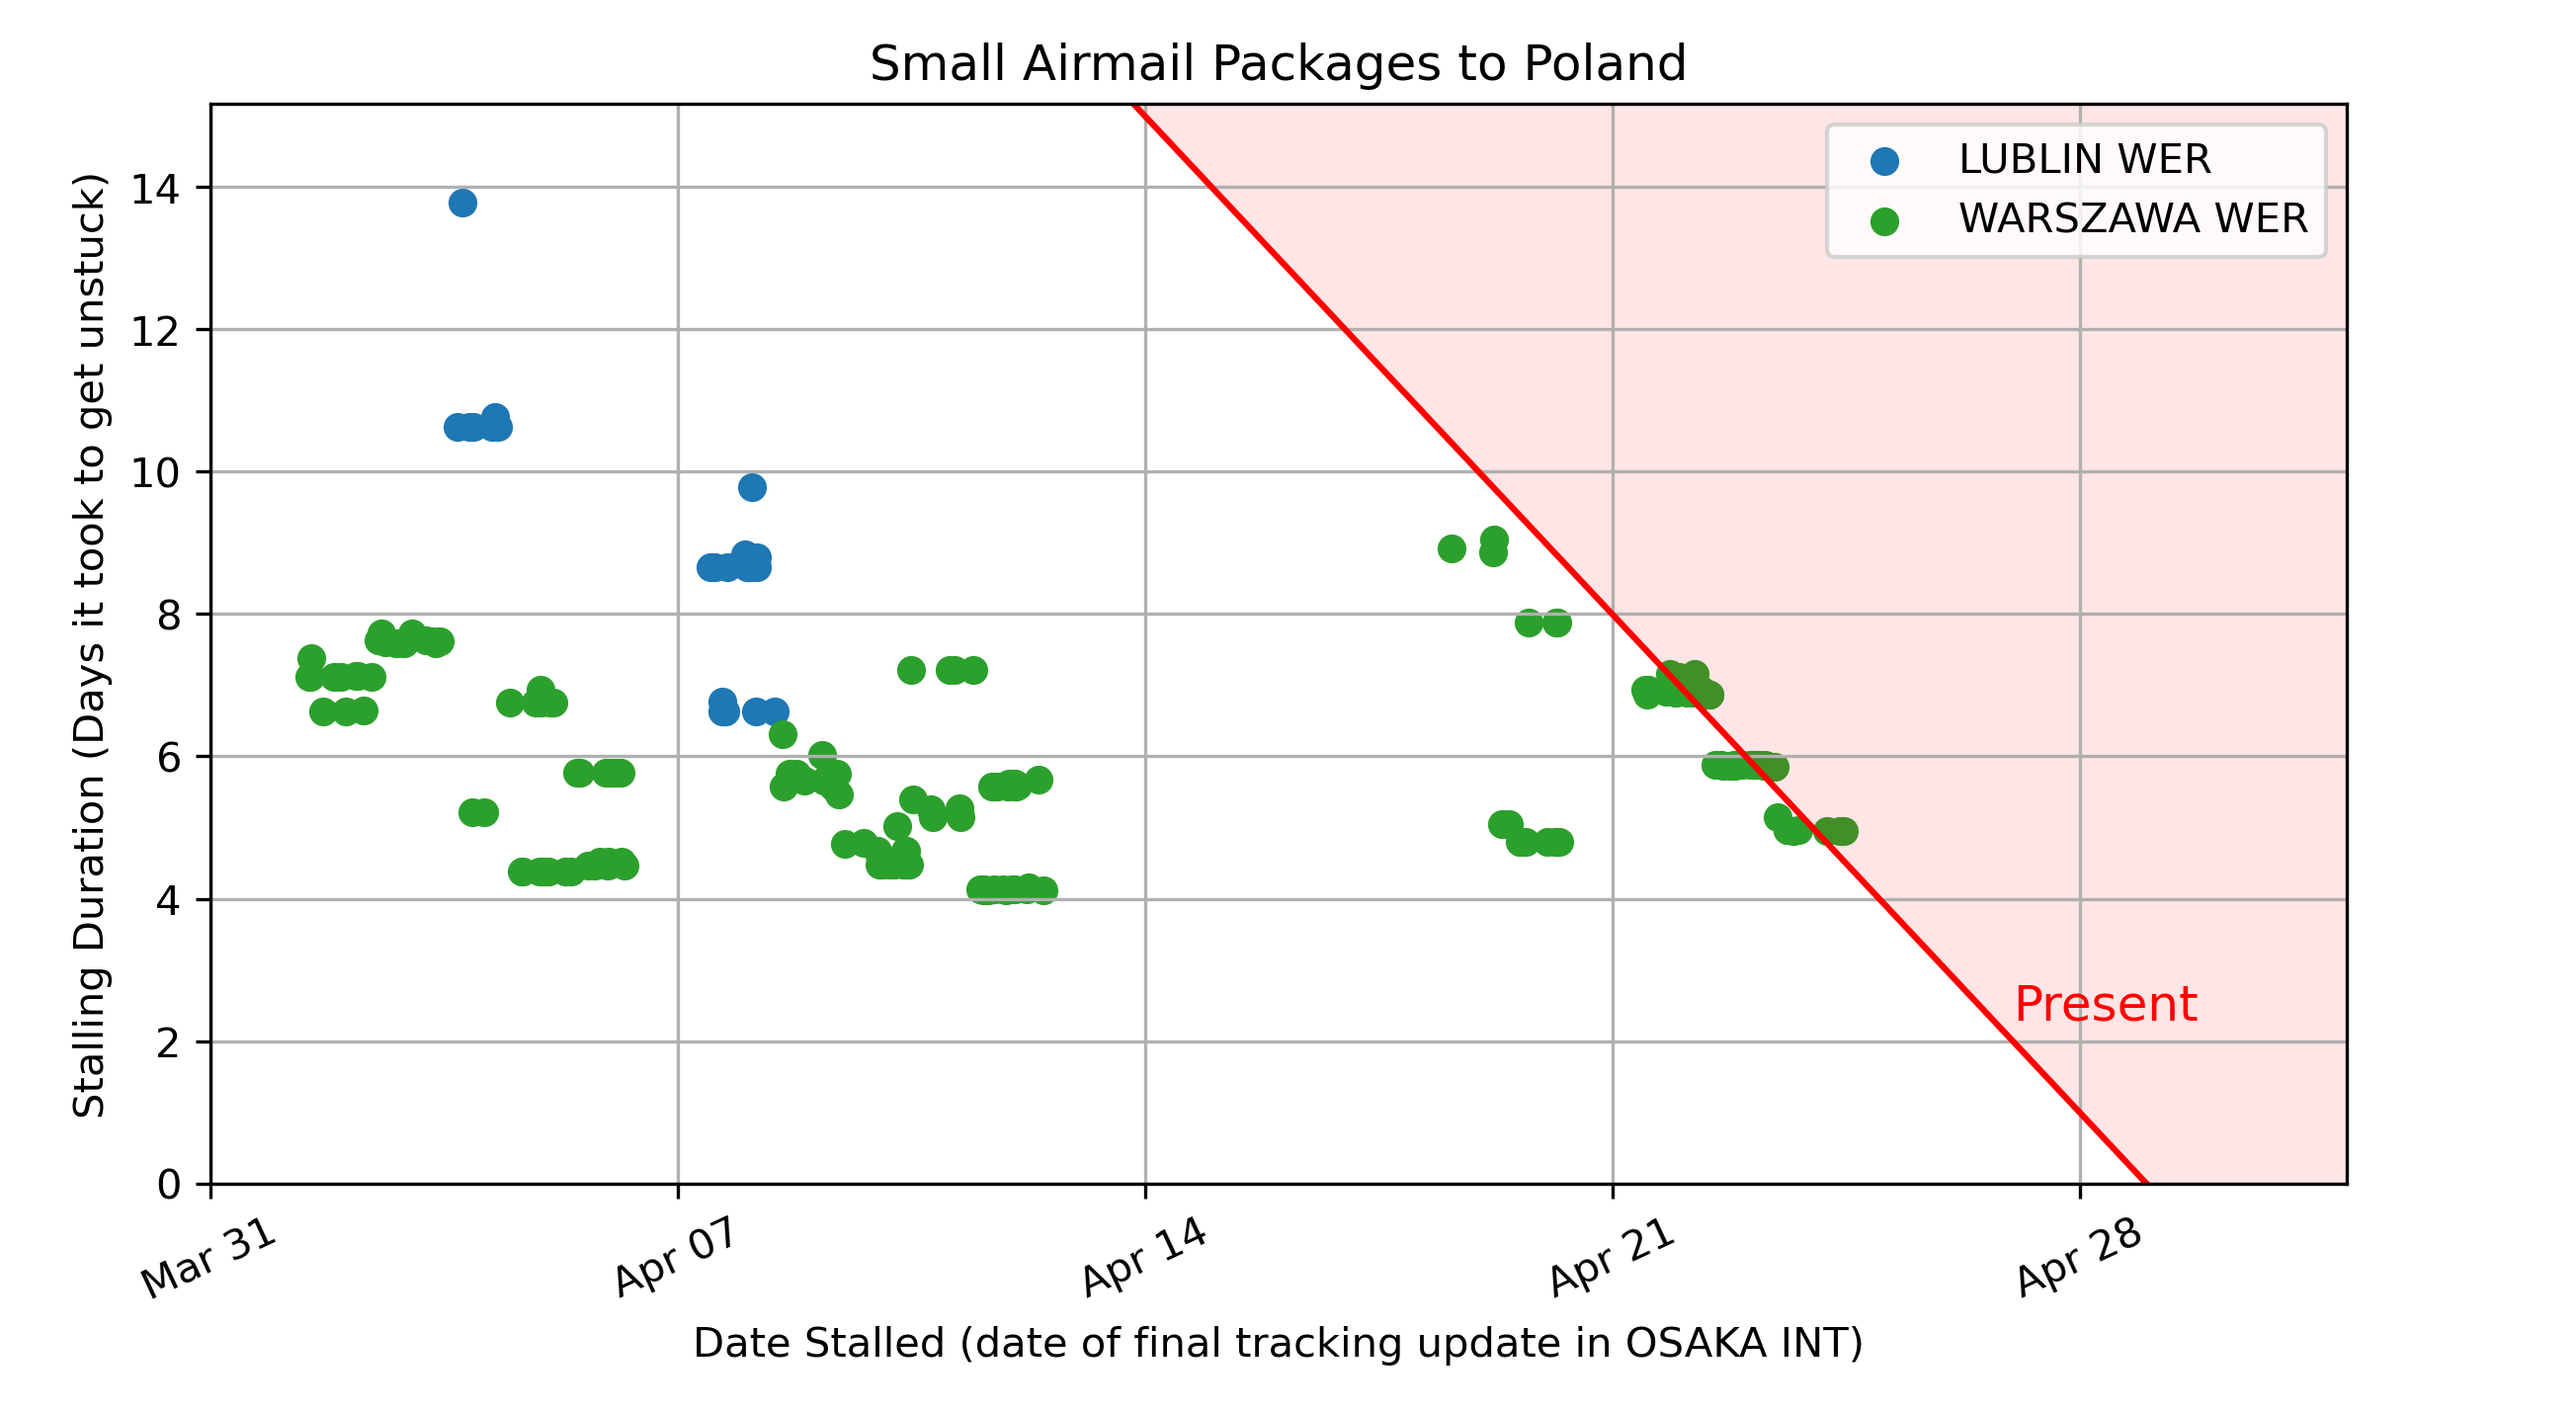 Small Airmail Packages to Poland
Stalling Duration (Days it took to get unstuck)
14
12
10
8
6
4
2
0
LUBLIN WER
WARSZAWA WER
Present
Mar 31
Apr 07
Apr 14
Apr 21
Apr 28
Date Stalled (date of final tracking update in OSAKA INT)